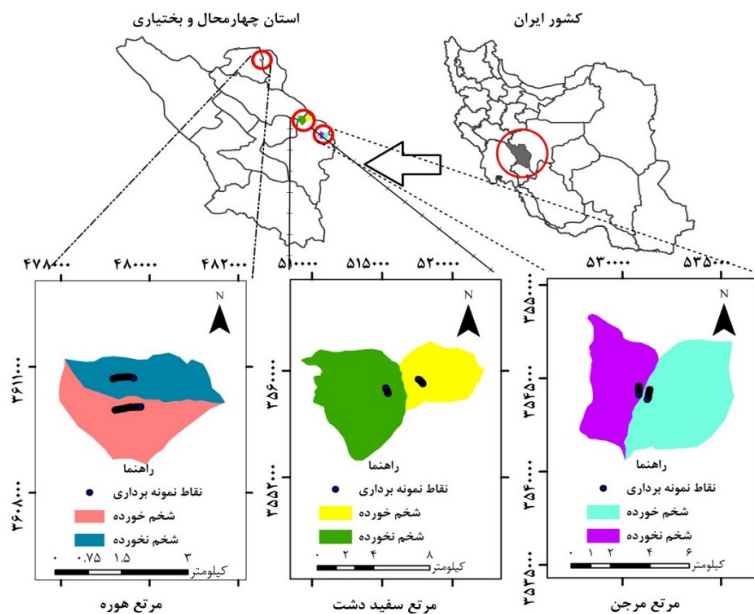 استان چهارمحال و بختیاری
کشور ایران
۴۷۸۰۰۰ ۴۸۰۰۰۰ ۴۸۲۰۰۰
۵۱۰۰۰۰ ۵۱۵۰۰۰ ۵۲۰۰۰۰
۵۳۰۰۰۰ ۵۳۵۰۰۰
N
۳۶۱۱۰۰۰
۳۶۰۸۰۰۰
راهنما
نقاط نمونه برداری
شخم خورده
شخم نخورده
۰ ۰.۷۵ ۱.۵ ۳
کیلومتر
مرتع هوره
N
۳۵۶۰۰۰۰
۳۵۵۲۰۰۰
راهنما
نقاط نمونه برداری
شخم خورده
شخم نخورده
۰ ۲ ۴ ۸
کیلومتر
مرتع سفید دشت
N
۳۵۵۰۰۰۰
۳۵۴۵۰۰۰
۳۵۴۰۰۰۰
۳۵۳۵۰۰۰
راهنما
نقاط نمونه برداری
شخم خورده
شخم نخورده
۰ ۱ ۲ ۴ ۶
کیلومتر
مرتع مرجن